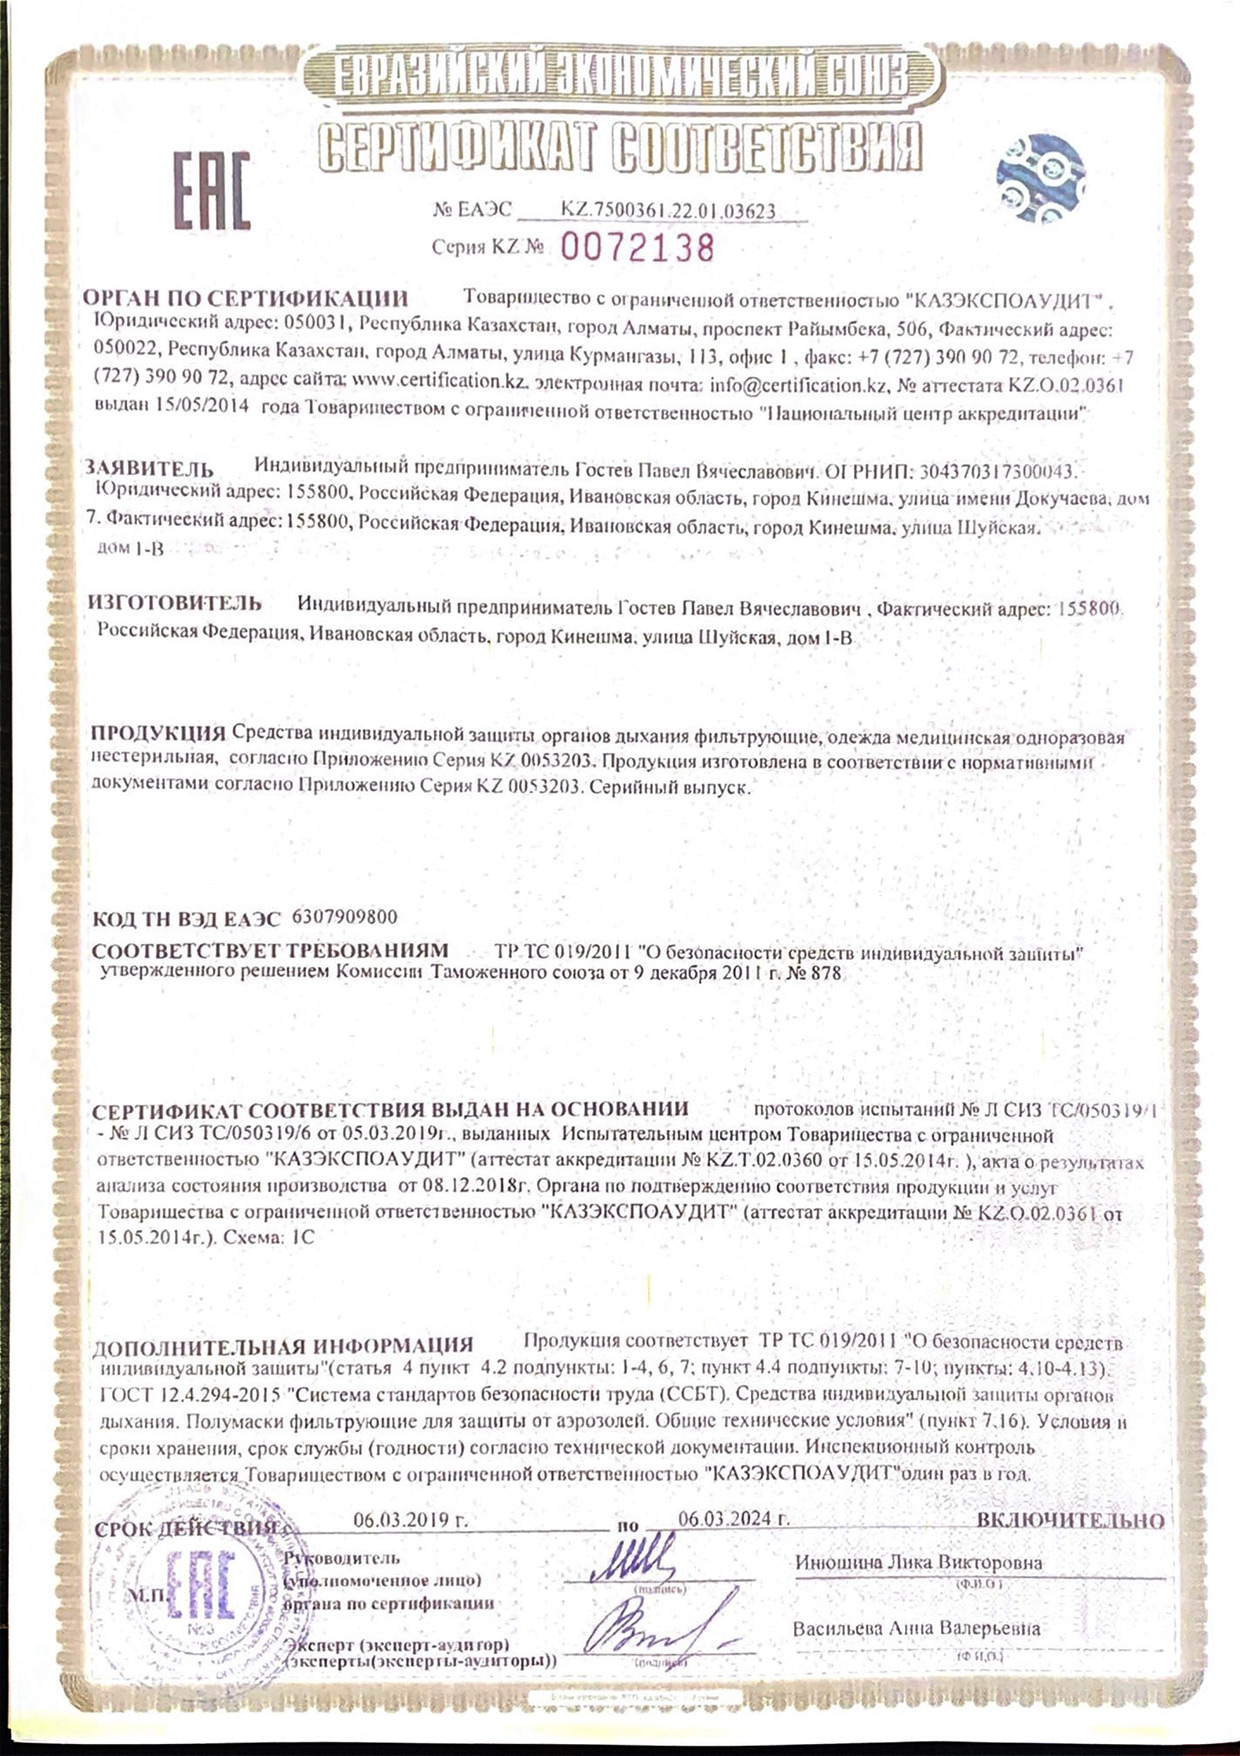 ЕВРАЗИЙСКИЙ ЭКОНОМИЧЕСКИЙ СОЮЗ
СЕРТИФИКАТ СООТВЕТСТВИЯ
ЕАС
№ ЕАЭС KZ.7500361.22.01.03623
Серия KZ № 0072138
ОРГАН ПО СЕРТИФИКАЦИИ Товарищество с ограниченной ответственностью "КАЗЭКСПОАУДИТ" ,
Юридический адрес: 050031, Республика Казахстан, город Алматы, проспект Райымбека, 506, Фактический адрес:
050022, Республика Казахстан, город Алматы, улица Курмангазы, 113, офис 1 , факс: +7 (727) 390 90 72, телефон: +7
(727) 390 90 72, адрес сайта: www.certification.kz, электронная почта: info@certification.kz, № аттестата KZ.O.02.0361
выдан 15/05/2014 года Товариществом с ограниченной ответственностью "Национальный центр аккредитации"
ЗАЯВИТЕЛЬ Индивидуальный предприниматель Гостев Павел Вячеславович. ОГРНИП: 304370317300043.
Юридический адрес: 155800, Российская Федерация, Ивановская область, город Кинешма, улица имени Докучаева, дом
7. Фактический адрес: 155800, Российская Федерация, Ивановская область, город Кинешма, улица Шуйская,
дом 1-В
ИЗГОТОВИТЕЛЬ Индивидуальный предприниматель Гостев Павел Вячеславович , Фактический адрес: 155800,
Российская Федерация, Ивановская область, город Кинешма, улица Шуйская, дом 1-В
ПРОДУКЦИЯ Средства индивидуальной защиты органов дыхания фильтрующие, одежда медицинская одноразовая
нестерильная, согласно Приложению Серия KZ 0053203. Продукция изготовлена в соответствии с нормативными
документами согласно Приложению Серия KZ 0053203. Серийный выпуск.
КОД ТН ВЭД ЕАЭС 6307909800
СООТВЕТСТВУЕТ ТРЕБОВАНИЯМ ТР ТС 019/2011 "О безопасности средств индивидуальной защиты"
утвержденного решением Комиссии Таможенного союза от 9 декабря 2011 г. № 878
СЕРТИФИКАТ СООТВЕТСТВИЯ ВЫДАН НА ОСНОВАНИИ протоколов испытаний № Л СИЗ ТС/050319/1
- № Л СИЗ ТС/050319/6 от 05.03.2019г., выданных Испытательным центром Товарищества с ограниченной
ответственностью "КАЗЭКСПОАУДИТ" (аттестат аккредитации № KZ.T.02.0360 от 15.05.2014г. ), акта о результатах
анализа состояния производства от 08.12.2018г. Органа по подтверждению соответствия продукции и услуг
Товарищества с ограниченной ответственностью "КАЗЭКСПОАУДИТ" (аттестат аккредитации № KZ.O.02.0361 от
15.05.2014г.). Схема: 1С
ДОПОЛНИТЕЛЬНАЯ ИНФОРМАЦИЯ Продукция соответствует ТР ТС 019/2011 "О безопасности средств
индивидуальной защиты"(статья 4 пункт 4.2 подпункты: 1-4, 6, 7; пункт 4.4 подпункты: 7-10; пункты: 4.10-4.13).
ГОСТ 12.4.294-2015 "Система стандартов безопасности труда (ССБТ). Средства индивидуальной защиты органов
дыхания. Полумаски фильтрующие для защиты от аэрозолей. Общие технические условия" (пункт 7.16). Условия и
сроки хранения, срок службы (годности) согласно технической документации. Инспекционный контроль
осуществляется Товариществом с ограниченной ответственностью "КАЗЭКСПОАУДИТ"один раз в год.
СРОК ДЕЙСТВИЯ с 06.03.2019 г. по 06.03.2024 г. ВКЛЮЧИТЕЛЬНО
Руководитель
(уполномоченное лицо)
органа по сертификации
(подпись)
Инюшина Лика Викторовна
(Ф.И.О.)
М.П.
ЕАС
№3
Эксперт (эксперт-аудитор)
(эксперты(эксперты-аудиторы))
(подпись)
Васильева Анна Валерьевна
(Ф.И.О.)